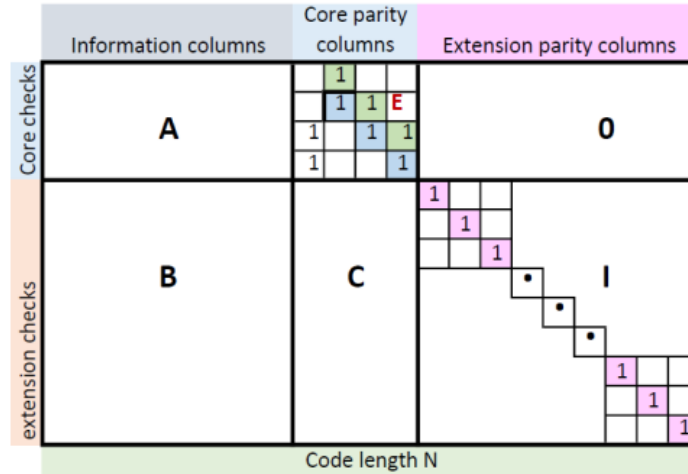 Information columns
Core parity
columns
Extension parity columns
Core checks
A
1
1 1 E
1 1 1
1 1
0
extension checks
B
C
1
1
1
I
1
1
1
Code length N